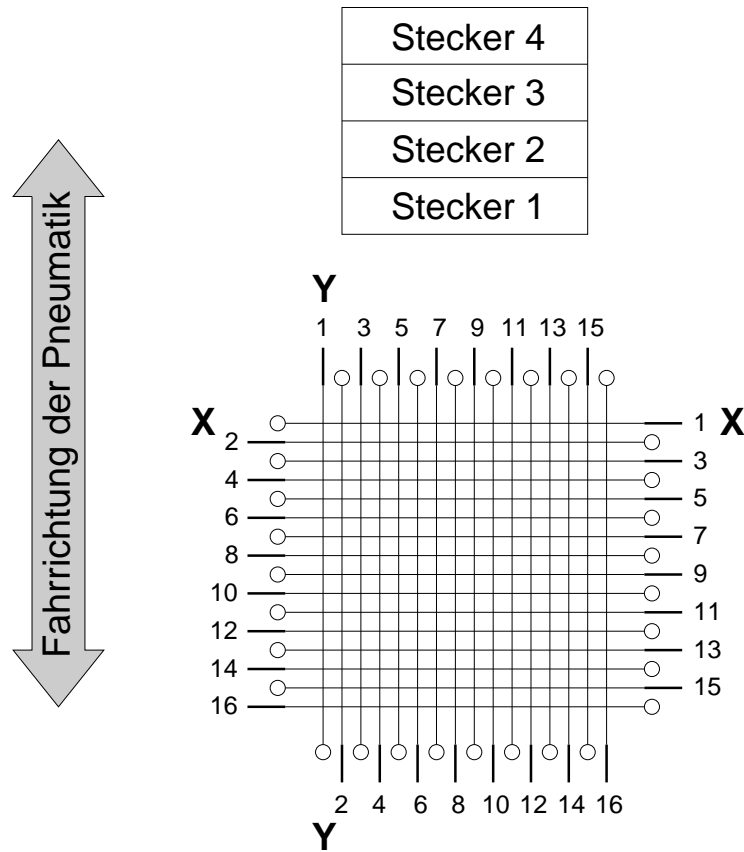 Stecker 4
Stecker 3
Stecker 2
Stecker 1
Fahrrichtung der Pneumatik
Y
1 3 5 7 9 11 13 15
X 1 X
2
3
4
5
6
7
8
9
10
11
12
13
14
15
16
2 4 6 8 10 12 14 16
Y